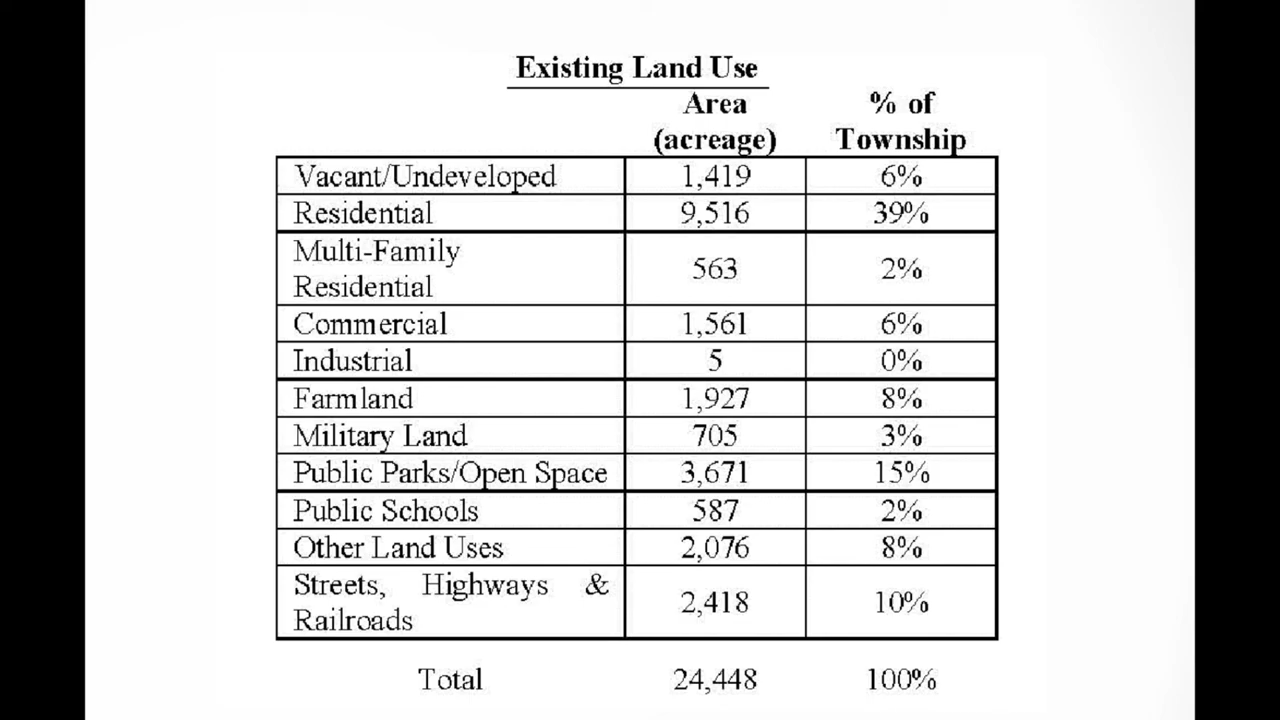 Existing Land Use
Area % of
(acreage) Township
Vacant/Undeveloped 1,419 6%
Residential 9,516 39%
Multi-Family
Residential 563 2%
Commercial 1,561 6%
Industrial 5 0%
Farmland 1,927 8%
Military Land 705 3%
Public Parks/Open Space 3,671 15%
Public Schools 587 2%
Other Land Uses 2,076 8%
Streets, Highways &
Railroads 2,418 10%
Total 24,448 100%